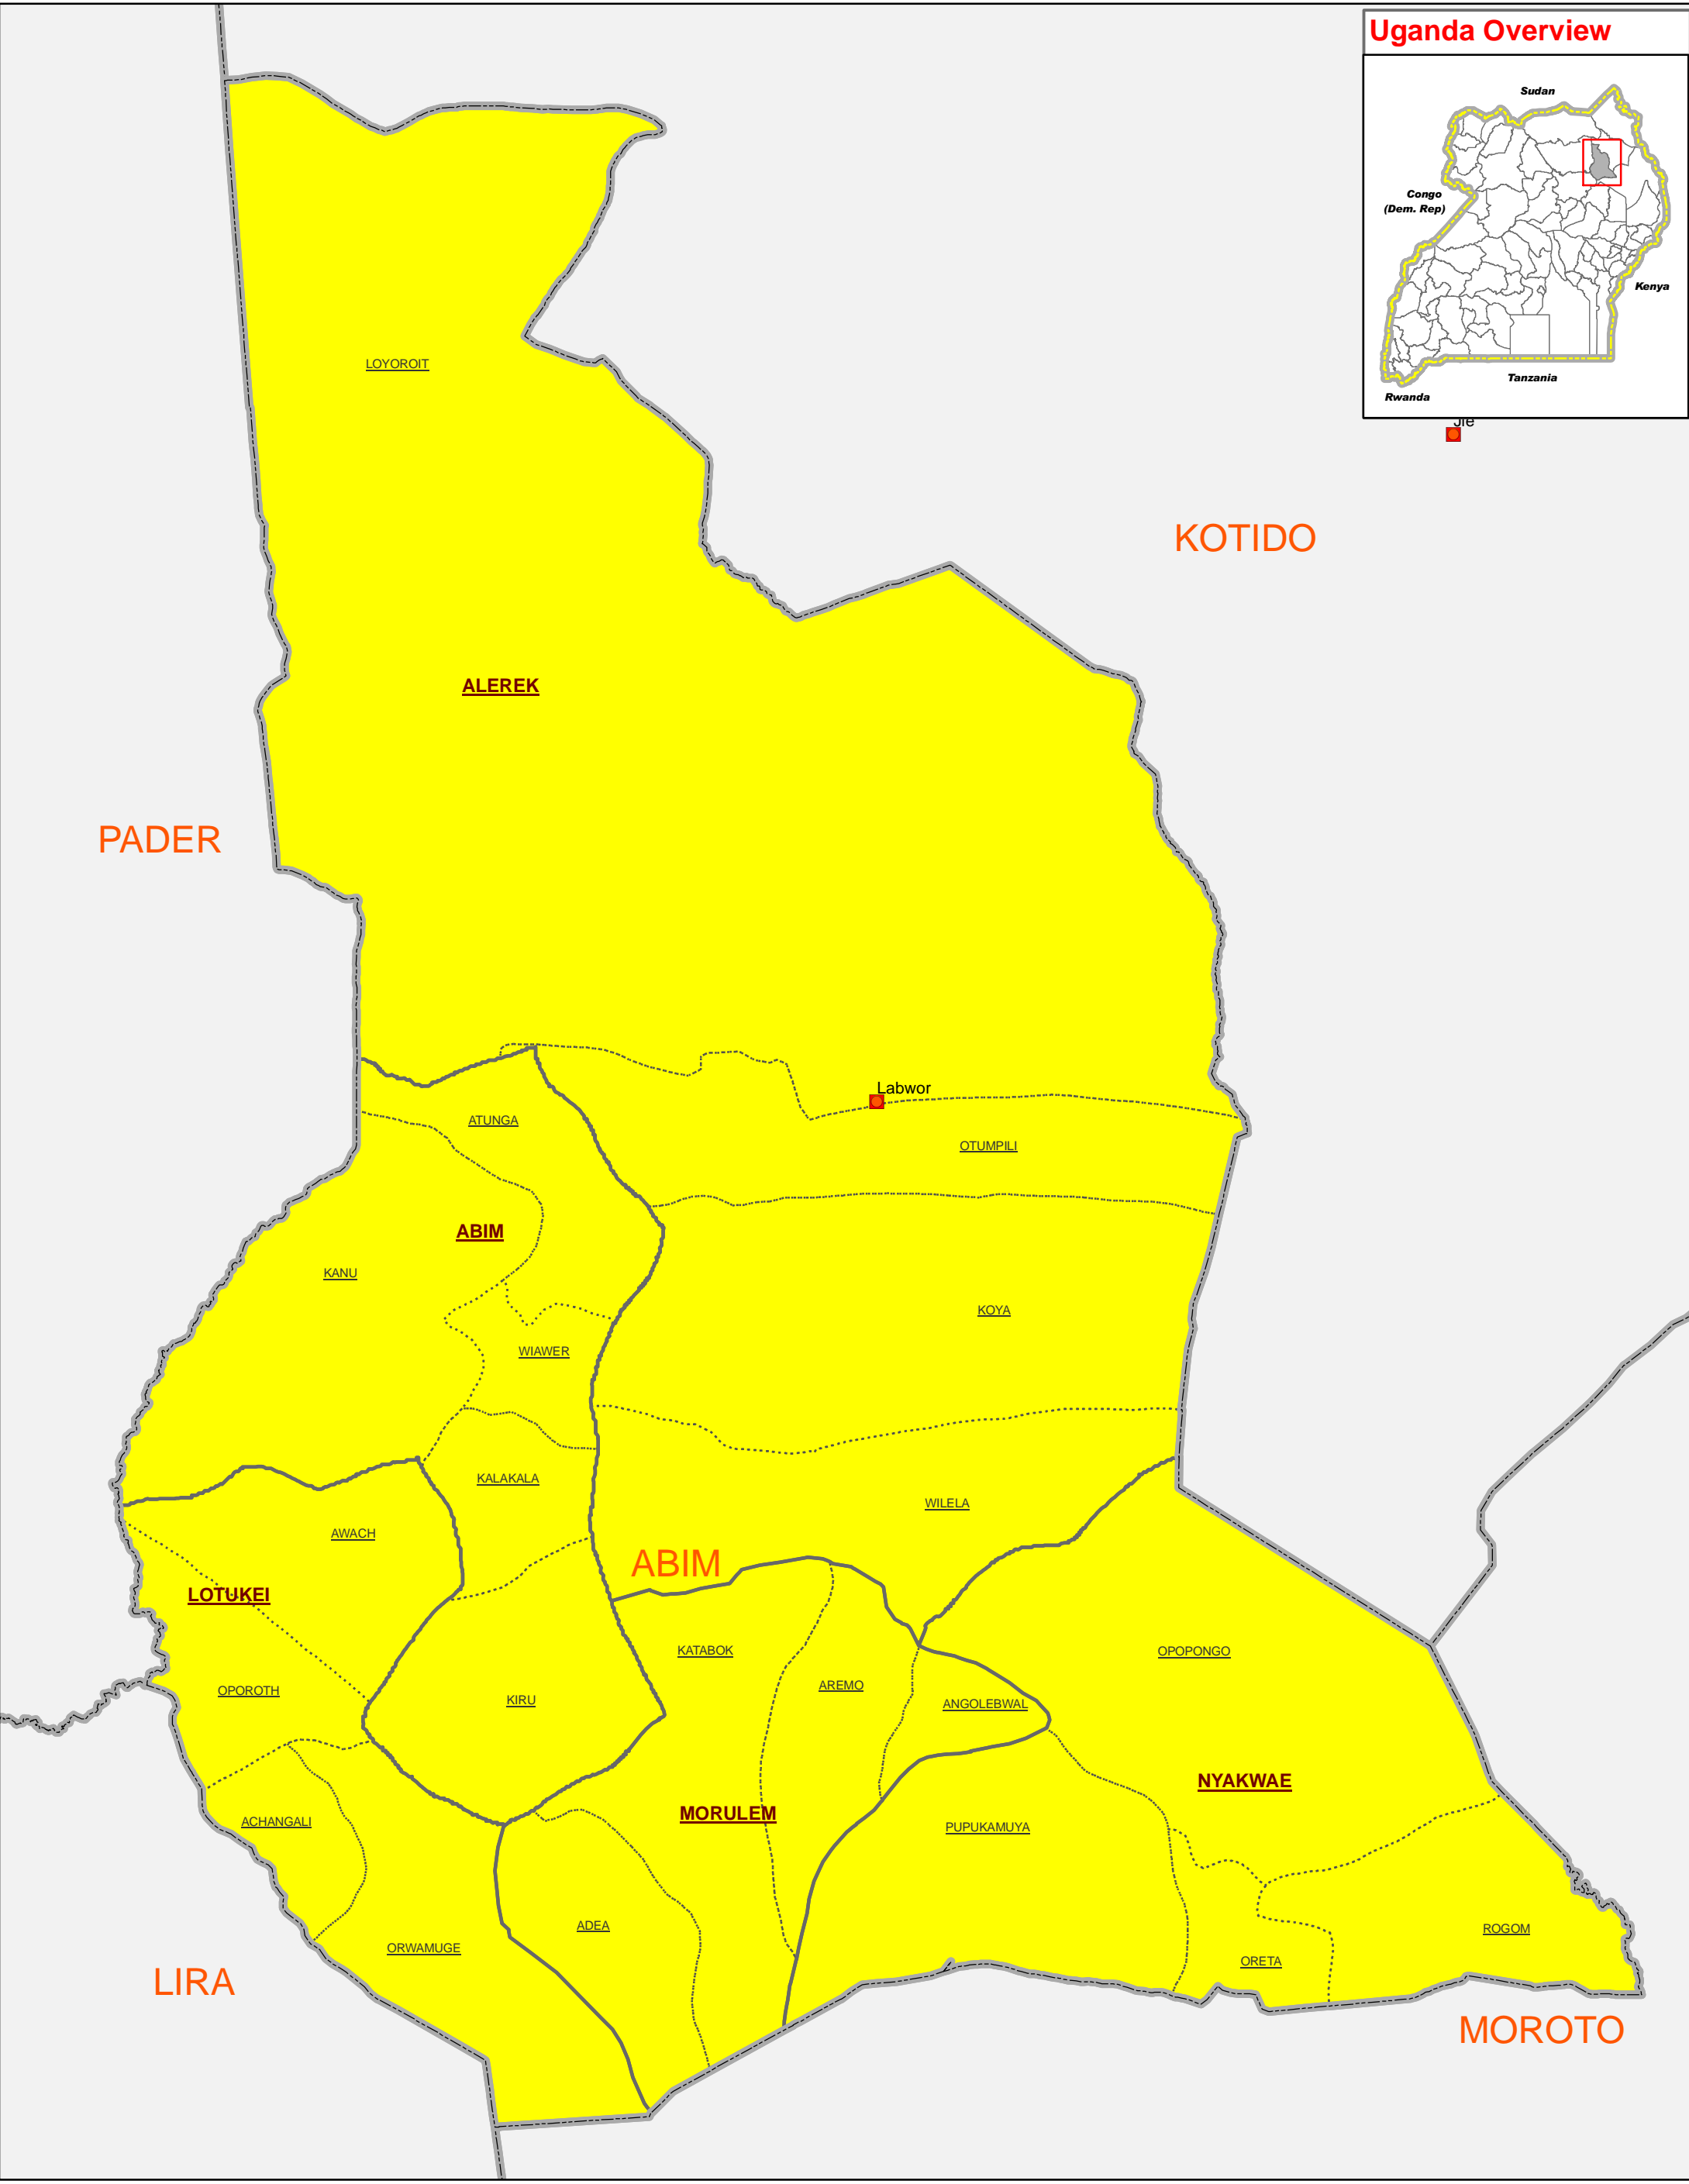 Uganda Overview
Sudan
Congo
(Dem. Rep)
Kenya
Tanzania
Rwanda
Jie
LOYOROIT
KOTIDO
ALEREK
PADER
Labwor
ATUNGA
OTUMPILI
ABIM
KANU
KOYA
WIAWER
KALAKALA
WILELA
AWACH
ABIM
LOTUKEI
KATABOK
OPOPONGO
AREMO
OPOROTH
KIRU
ANGOLEBWAL
NYAKWAE
MORULEM
ACHANGALI
PUPUKAMUYA
ADEA
ROGOM
ORWAMUGE
ORETA
LIRA
MOROTO